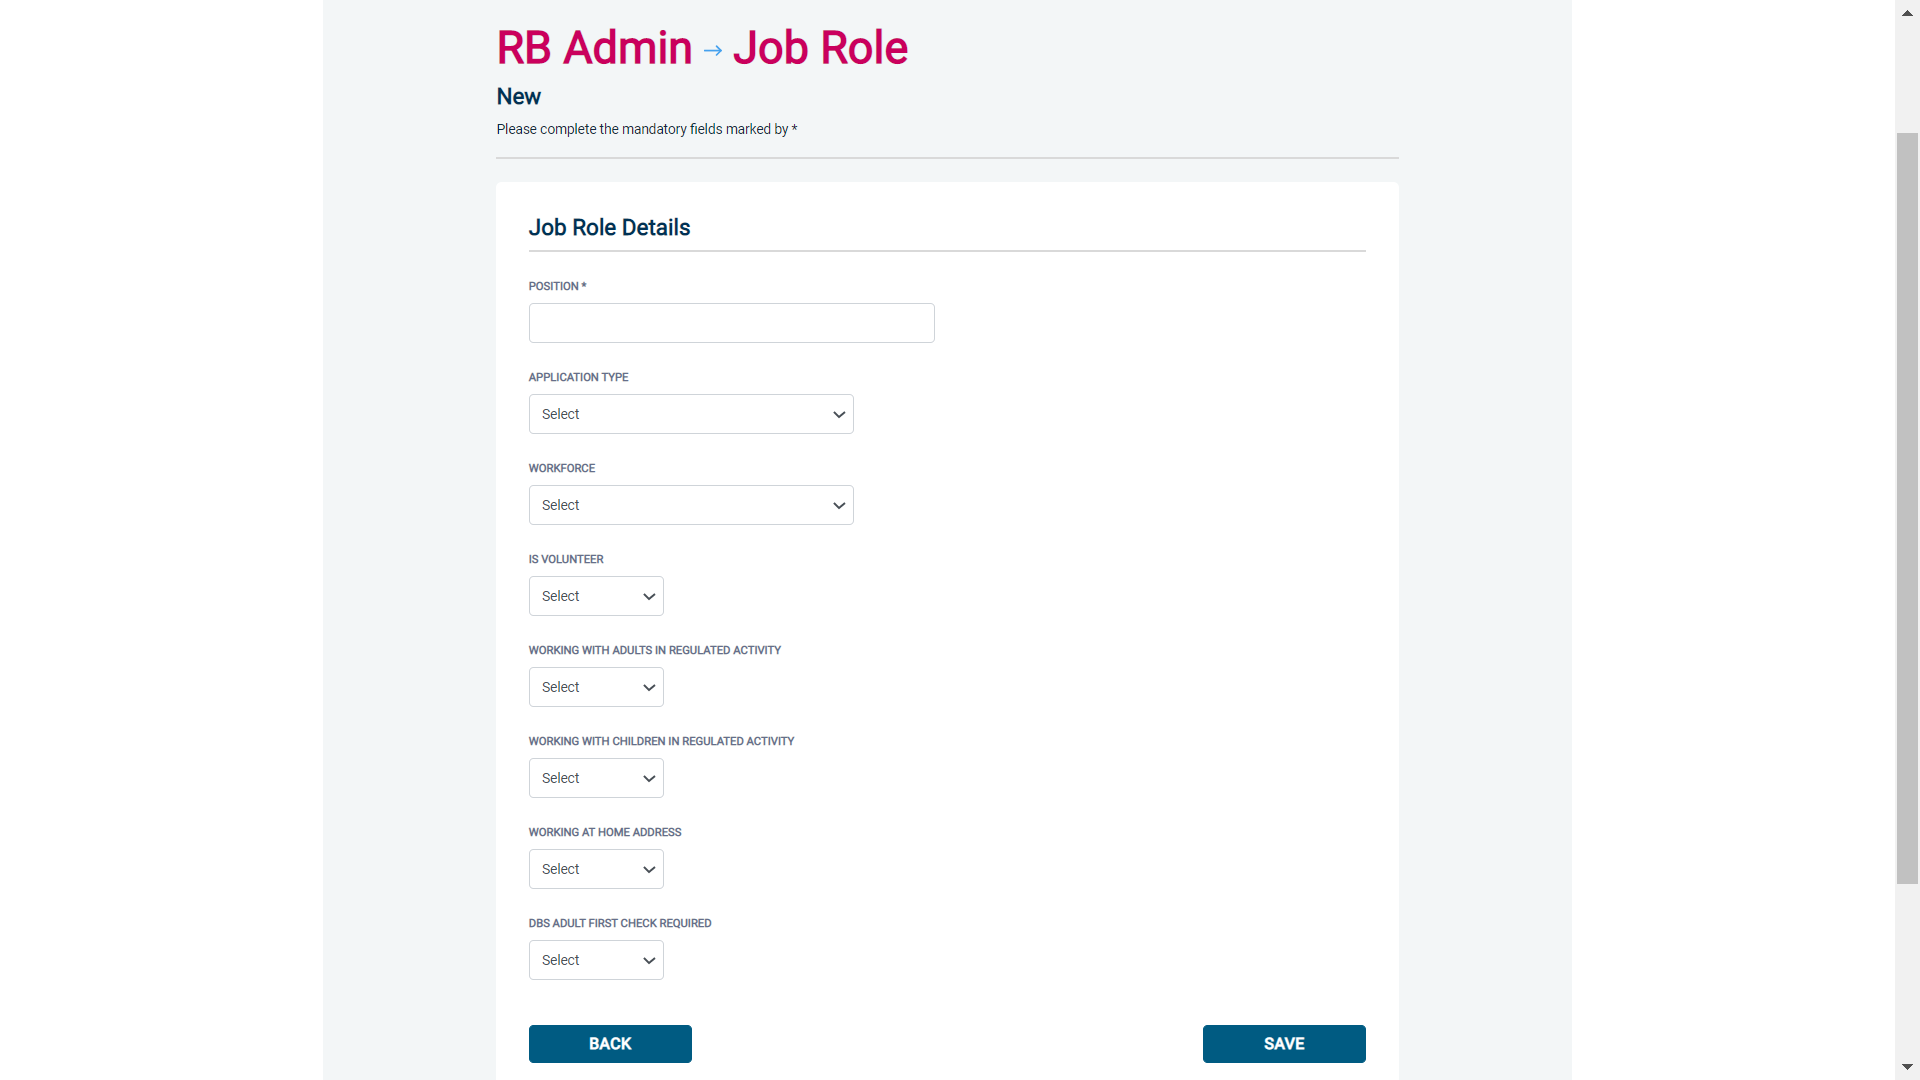 RB Admin → Job Role
New
Please complete the mandatory fields marked by *
Job Role Details
POSITION *
APPLICATION TYPE
Select
WORKFORCE
Select
IS VOLUNTEER
Select
WORKING WITH ADULTS IN REGULATED ACTIVITY
Select
WORKING WITH CHILDREN IN REGULATED ACTIVITY
Select
WORKING AT HOME ADDRESS
Select
DBS ADULT FIRST CHECK REQUIRED
Select
BACK
SAVE